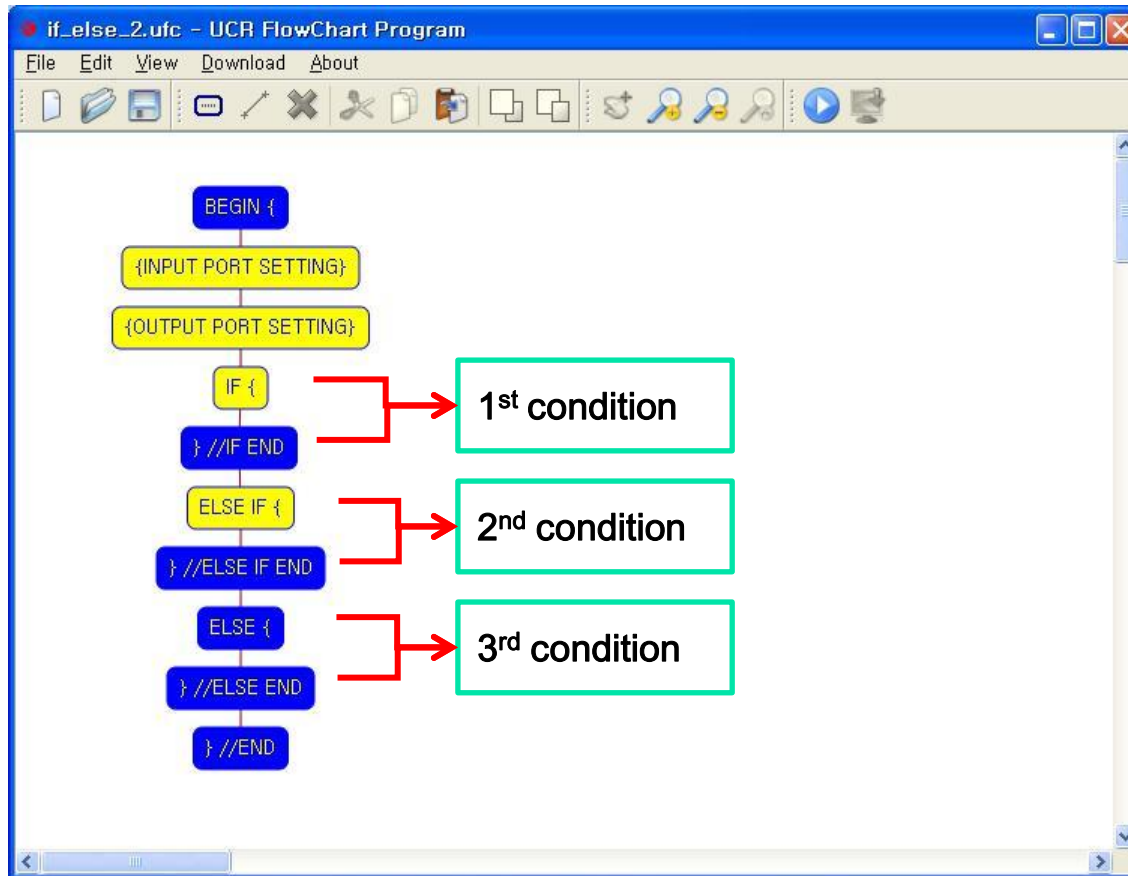 if_else_2.ufc - UCR FlowChart Program
File Edit View Download About
BEGIN {
{INPUT PORT SETTING}
{OUTPUT PORT SETTING}
IF {
1st condition
} //IF END
ELSE IF {
2nd condition
} //ELSE IF END
ELSE {
3rd condition
} //ELSE END
} //END